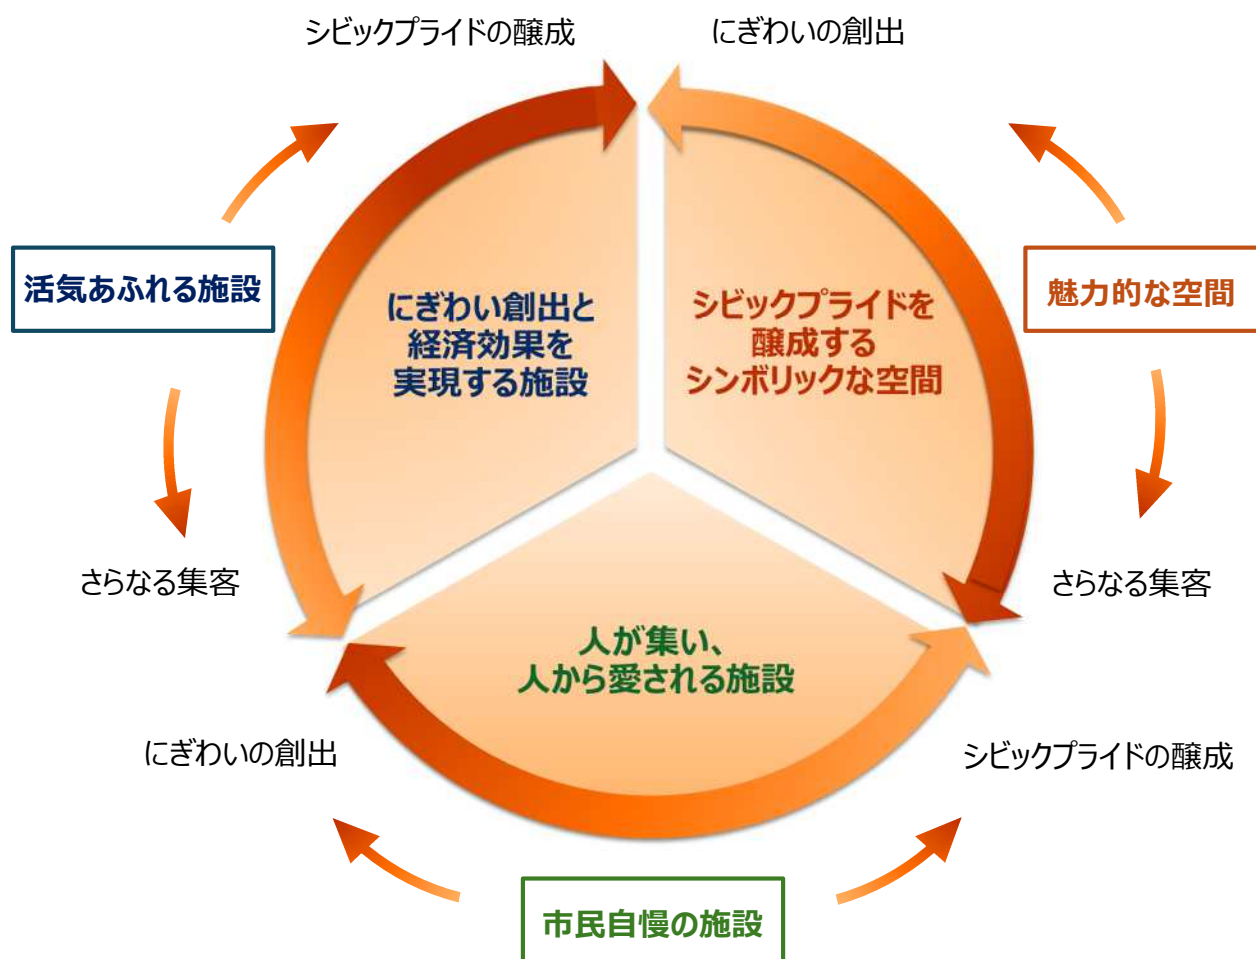 シビックプライドの醸成
にぎわいの創出
活気あふれる施設
魅力的な空間
にぎわい創出と
経済効果を
実現する施設
シビックプライドを
醸成する
シンボリックな空間
さらなる集客
さらなる集客
人が集い、
人から愛される施設
にぎわいの創出
シビックプライドの醸成
市民自慢の施設